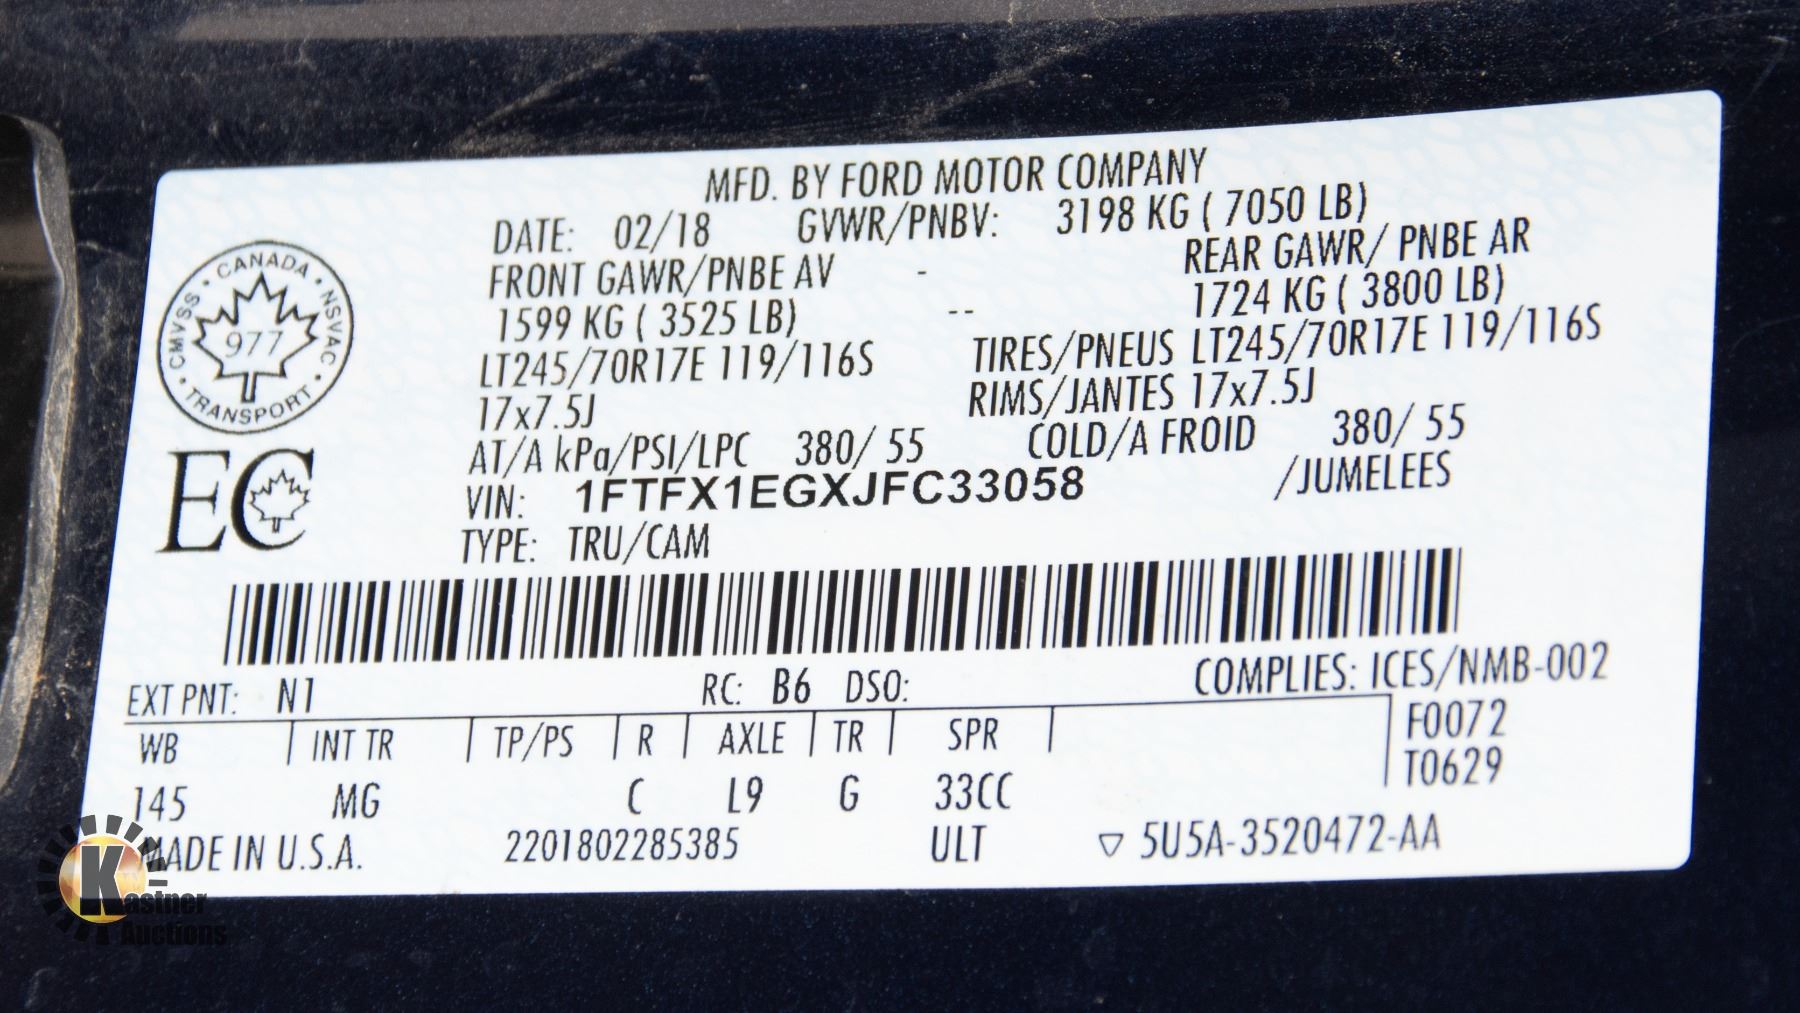 MFD. BY FORD MOTOR COMPANY
DATE: 02/18 GVWR/PNBV: 3198 KG ( 7050 LB)
FRONT GAWR/PNBE AV - REAR GAWR/ PNBE AR
1599 KG ( 3525 LB) -- 1724 KG ( 3800 LB)
LT245/70R17E 119/116S TIRES/PNEUS LT245/70R17E 119/116S
17x7.5J RIMS/JANTES 17x7.5J
AT/A kPa/PSI/LPC 380/ 55 COLD/A FROID 380/ 55
VIN: 1FTFX1EGXJFC33058 /JUMELEES
TYPE: TRU/CAM
CANADA • NSVAC • TRANSPORT • CMVSS •
977
EC
EXT PNT: N1 RC: B6 DSO: COMPLIES: ICES/NMB-002
WB INT TR TP/PS R AXLE TR SPR F0072
T0629
145 MG C L9 G 33CC
MADE IN U.S.A. 2201802285385 ULT ▽ 5U5A-3520472-AA
Kastner
Auctions